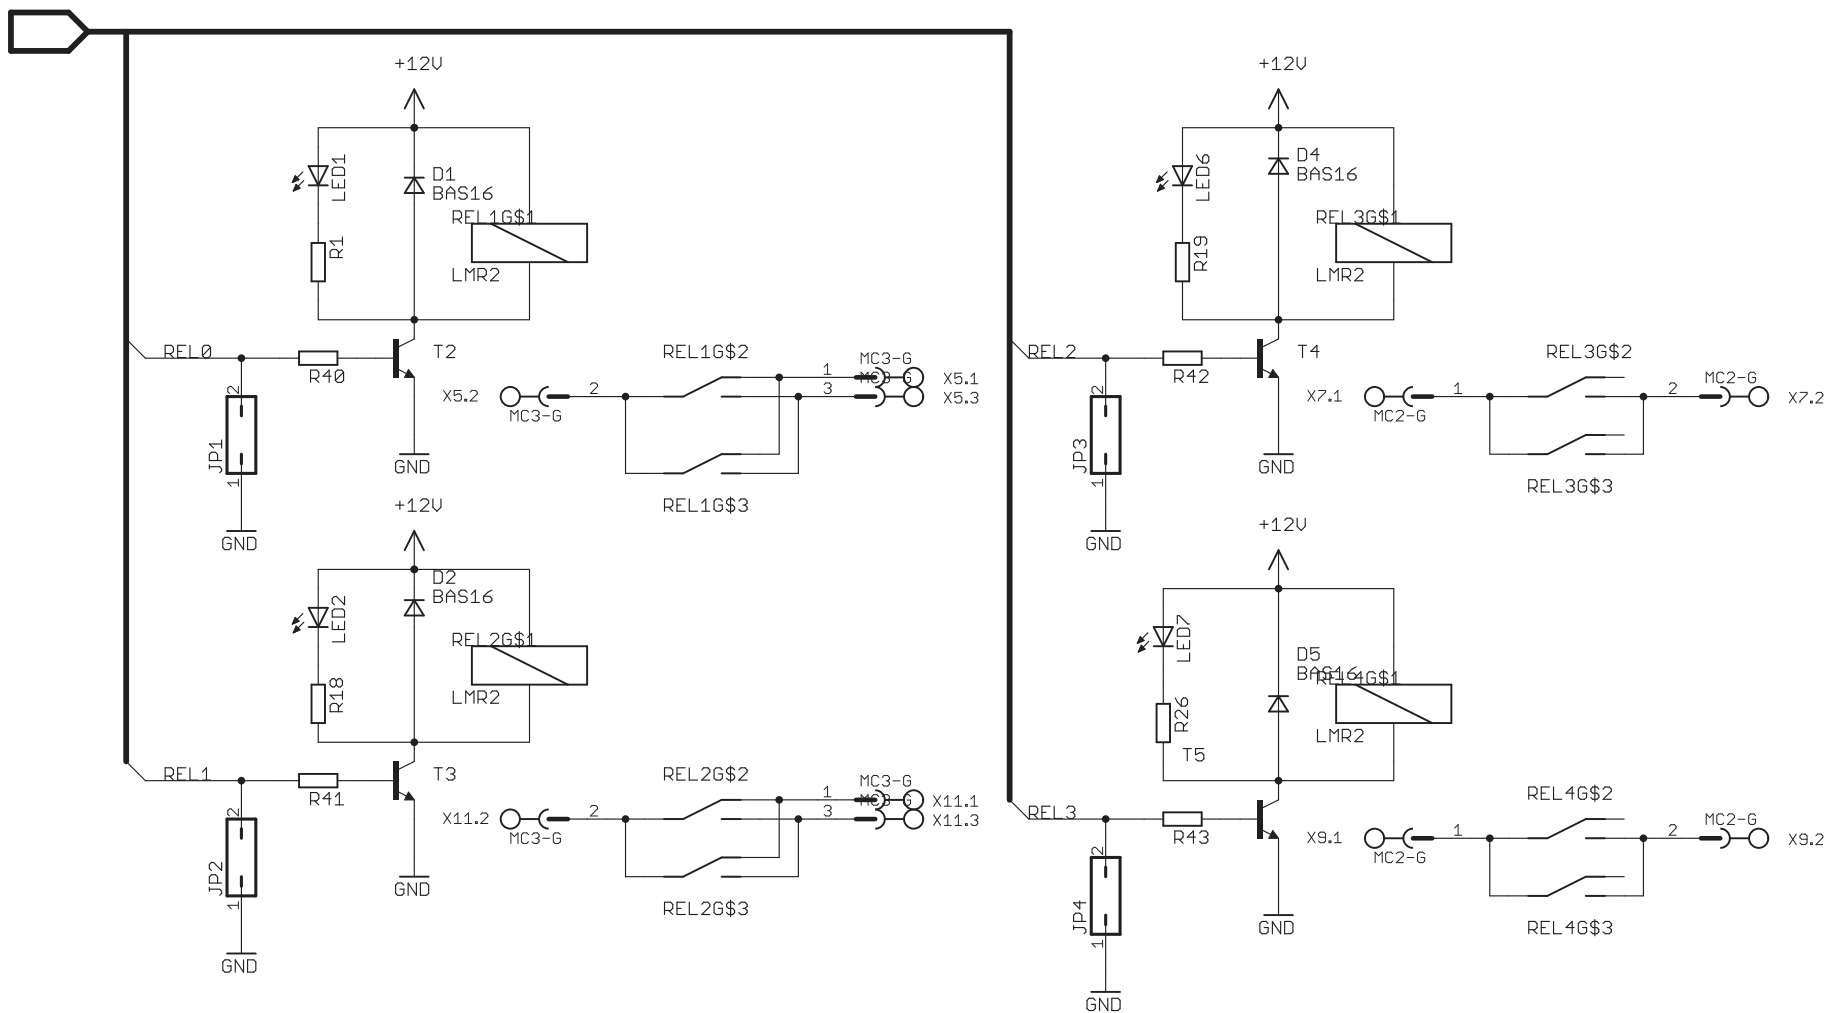 +12V
LED1
D1
BAS16
REL1G$1
R1
LMR2
REL0
R40
T2
2
JP1
1
GND
GND
REL1G$2
X5.2
MC3-G
2
1
3
MC3-G
MC3-G
X5.1
X5.3
REL1G$3
+12V
LED2
D2
BAS16
REL2G$1
R18
LMR2
REL1
R41
T3
2
JP2
1
GND
GND
REL2G$2
X11.2
MC3-G
2
1
3
MC3-G
MC3-G
X11.1
X11.3
REL2G$3
+12V
LED6
D4
BAS16
REL3G$1
R19
LMR2
REL2
R42
T4
2
JP3
1
GND
GND
REL3G$2
X7.1
MC2-G
1
2
MC2-G
X7.2
REL3G$3
+12V
LED7
D5
BAS16
REL4G$1
R26
LMR2
T5
REL3
R43
2
JP4
1
GND
GND
REL4G$2
X9.1
MC2-G
1
2
MC2-G
X9.2
REL4G$3